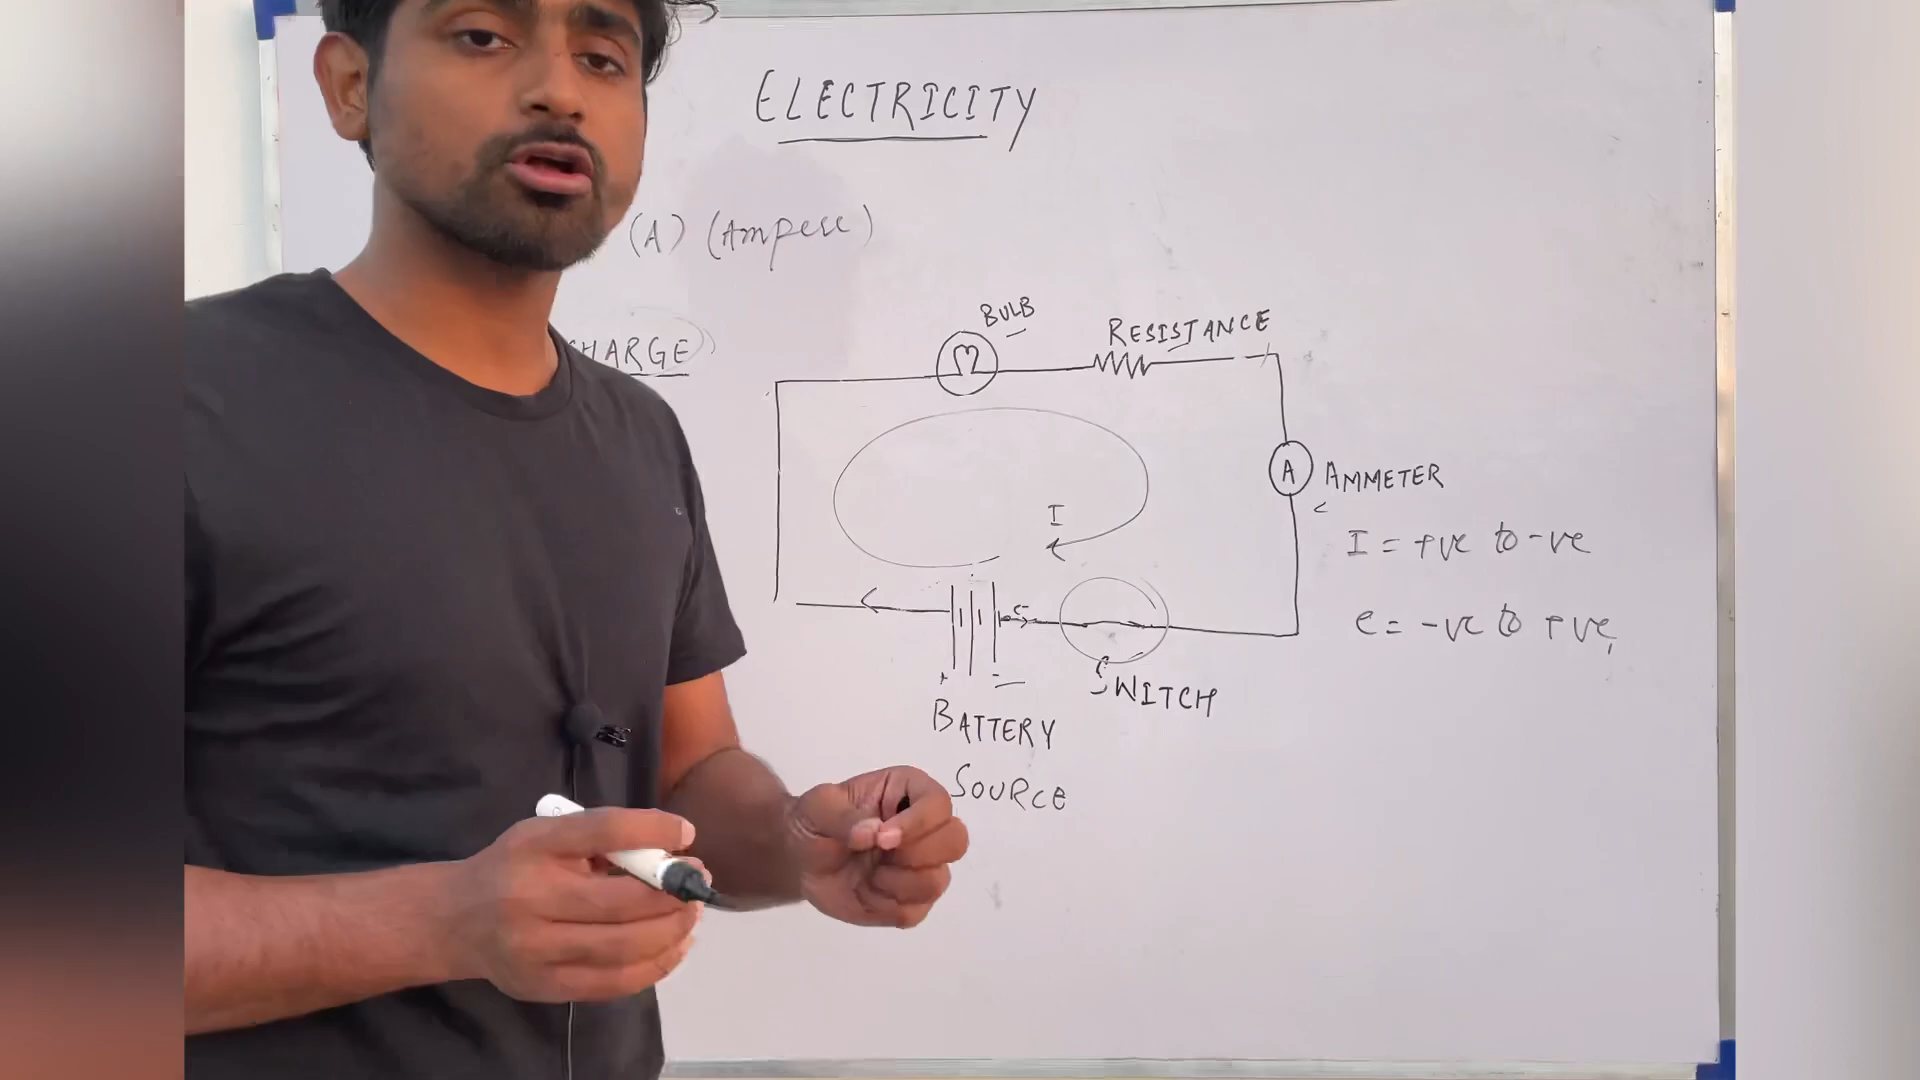 ELECTRICITY
(A) (Ampere)
HARGE
BULB
RESISTANCE
A AMMETER
I
I = +ve to -ve
e-
e = -ve to +ve
+ -
SWITCH
BATTERY
SOURCE